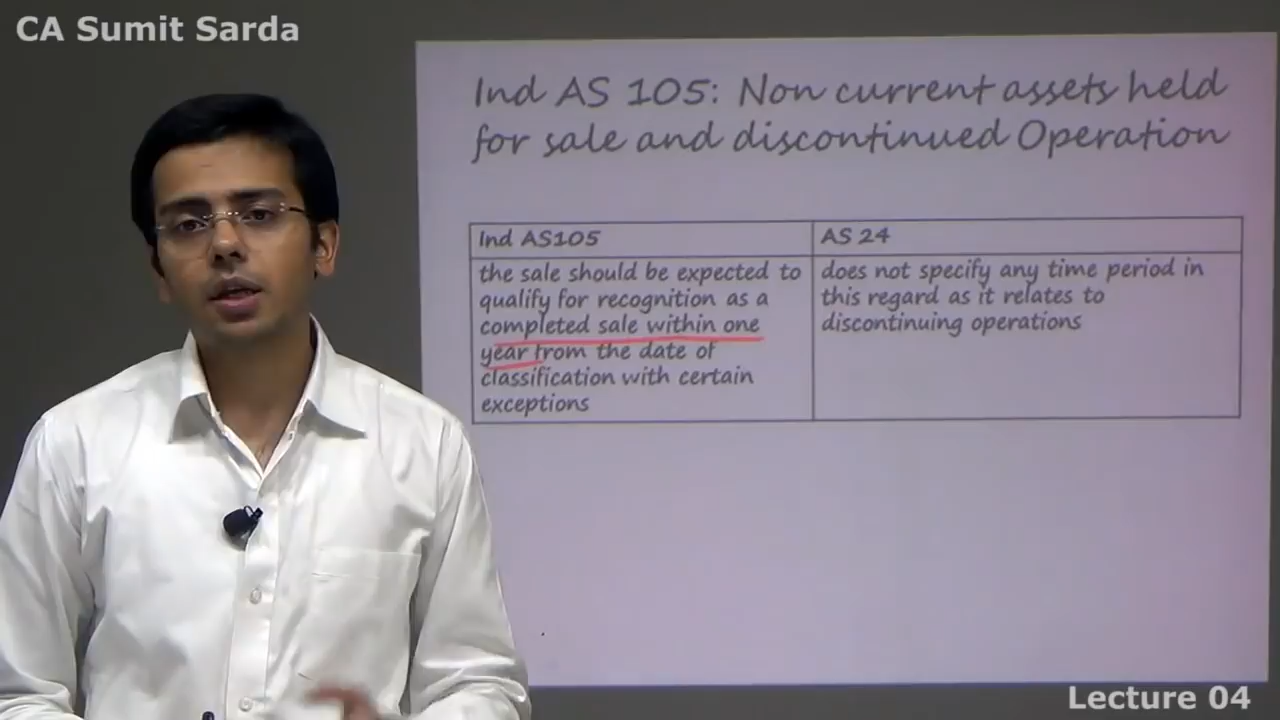 CA Sumit Sarda
Ind AS 105: Non current assets held
for sale and discontinued Operation
Ind AS105
the sale should be expected to
qualify for recognition as a
completed sale within one
year from the date of
classification with certain
exceptions
AS 24
does not specify any time period in
this regard as it relates to
discontinuing operations
Lecture 04